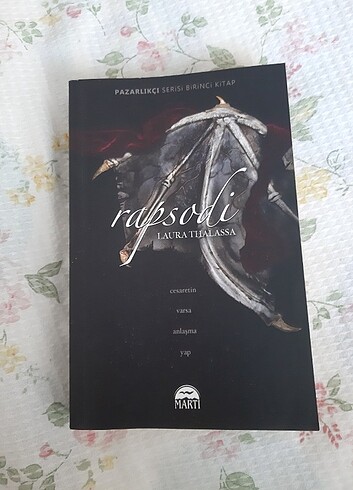 PAZARLIKÇI SERİSİ BİRİNCİ KİTAP
rapsodi
LAURA THALASSA
cesaretin
varsa
anlaşma
yap
MARTI